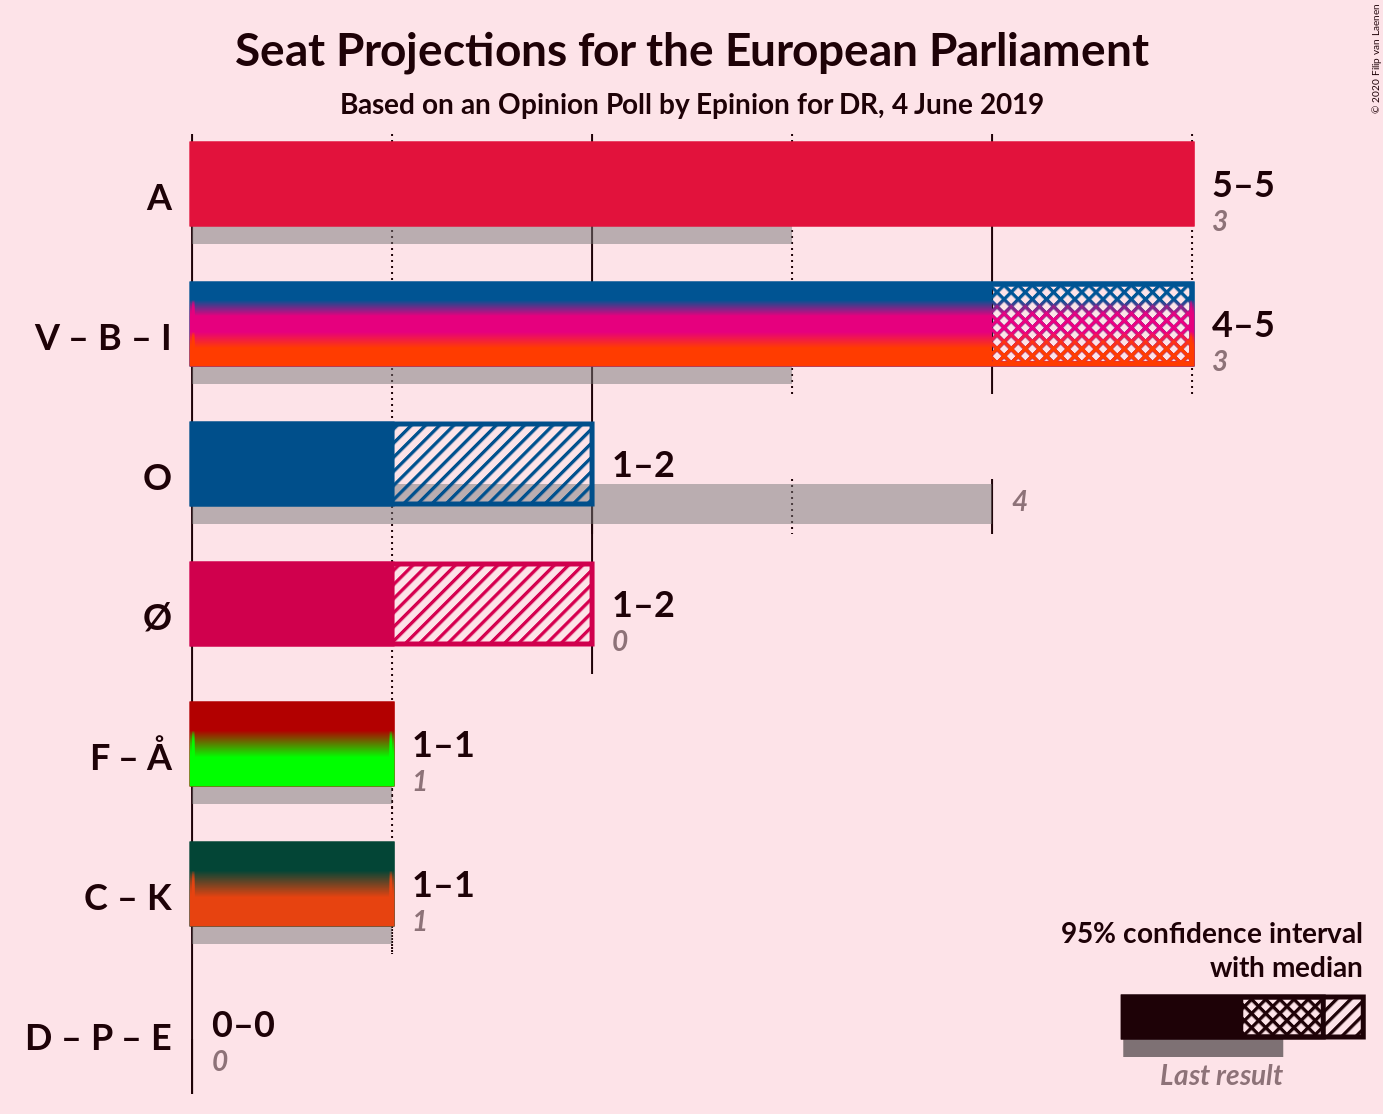 Seat Projections for the European Parliament
Based on an Opinion Poll by Epinion for DR, 4 June 2019
© 2020 Filip van Laenen
A
5–5
3
V – B – I
4–5
3
O
1–2
4
Ø
1–2
0
F – Å
1–1
1
C – K
1–1
1
D – P – E
0–0
0
95% confidence interval
with median
Last result